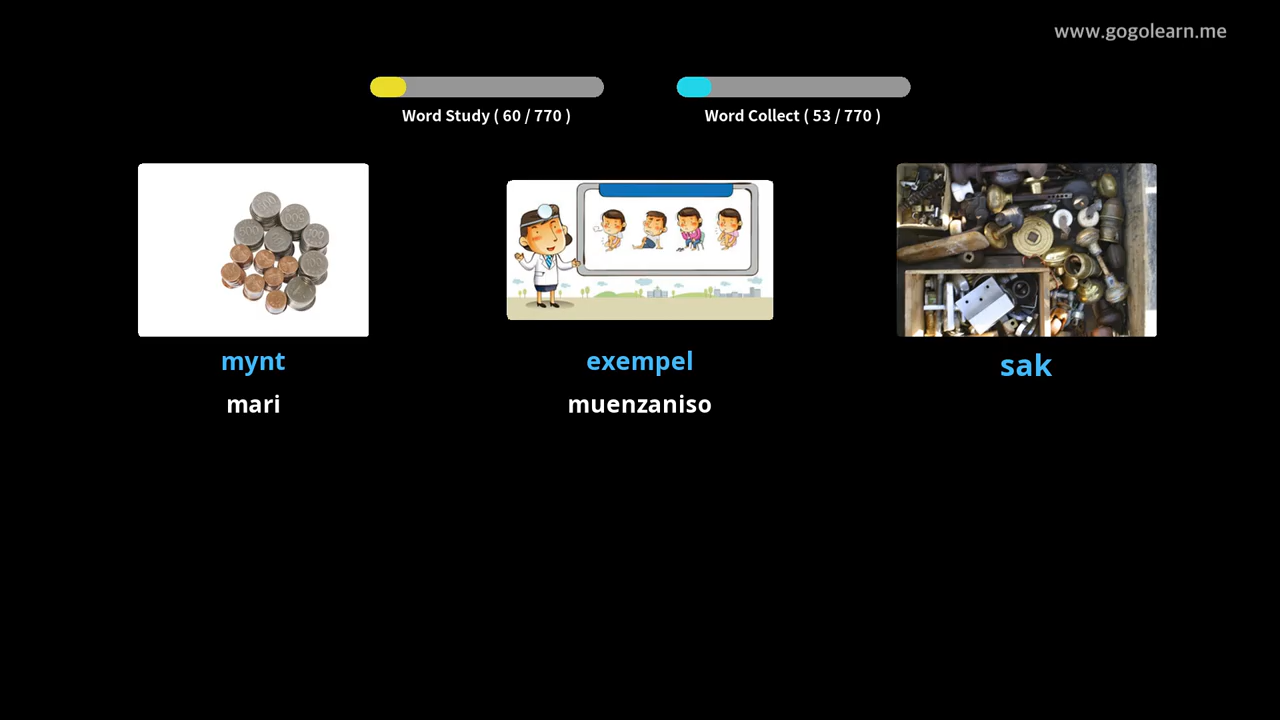 www.gogolearn.me
Word Study ( 60 / 770 )
Word Collect ( 53 / 770 )
mynt
exempel
sak
mari
muenzaniso